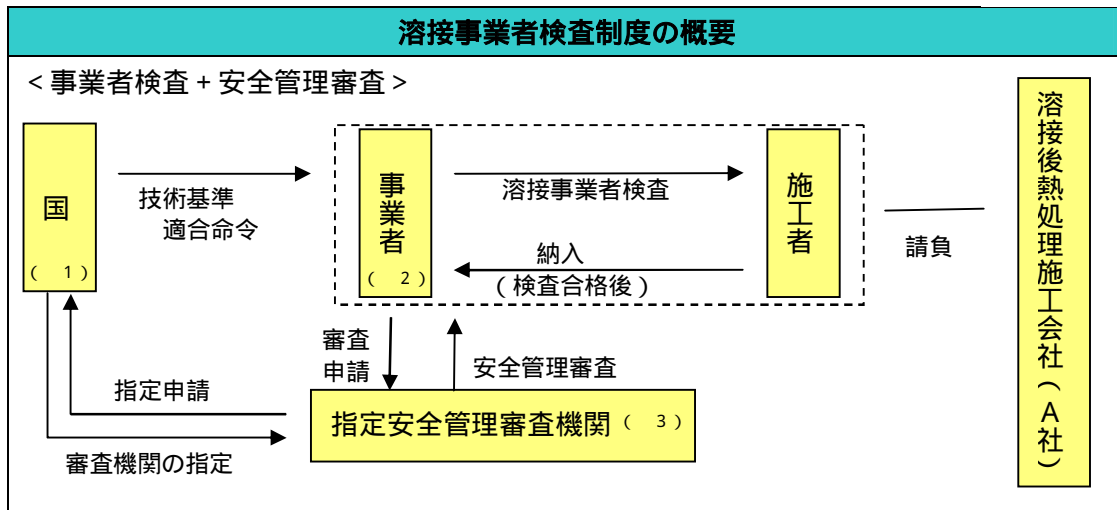 溶接事業者検査制度の概要
<事業者検査+安全管理審査>
国
( 1)
技術基準
適合命令
事業者
( 2)
溶接事業者検査
納入
(検査合格後)
施工者
請負
溶接後熱処理施工会社(A社)
審査
申請
安全管理審査
指定申請
指定安全管理審査機関( 3)
審査機関の指定